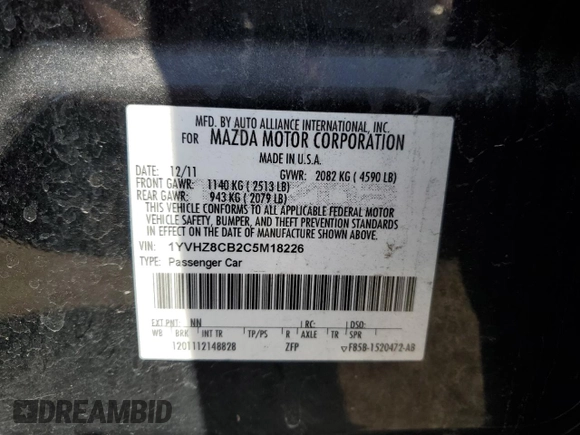 MFD. BY AUTO ALLIANCE INTERNATIONAL, INC.
FOR MAZDA MOTOR CORPORATION
MADE IN U.S.A.
DATE: 12/11 GVWR: 2082 KG ( 4590 LB)
FRONT GAWR: 1140 KG ( 2513 LB)
REAR GAWR: 943 KG ( 2079 LB)
THIS VEHICLE CONFORMS TO ALL APPLICABLE FEDERAL MOTOR
VEHICLE SAFETY, BUMPER, AND THEFT PREVENTION STANDARDS
IN EFFECT ON THE DATE OF MANUFACTURE SHOWN ABOVE.
VIN: 1YVHZ8CB2C5M18226
TYPE: Passenger Car
EXT PNT: NN RC: DSO:
WB BRK INT TR TP/PS R AXLE TR SPR
1201112148828 ZFP ▽F85B-1520472-AB
DREAMBID